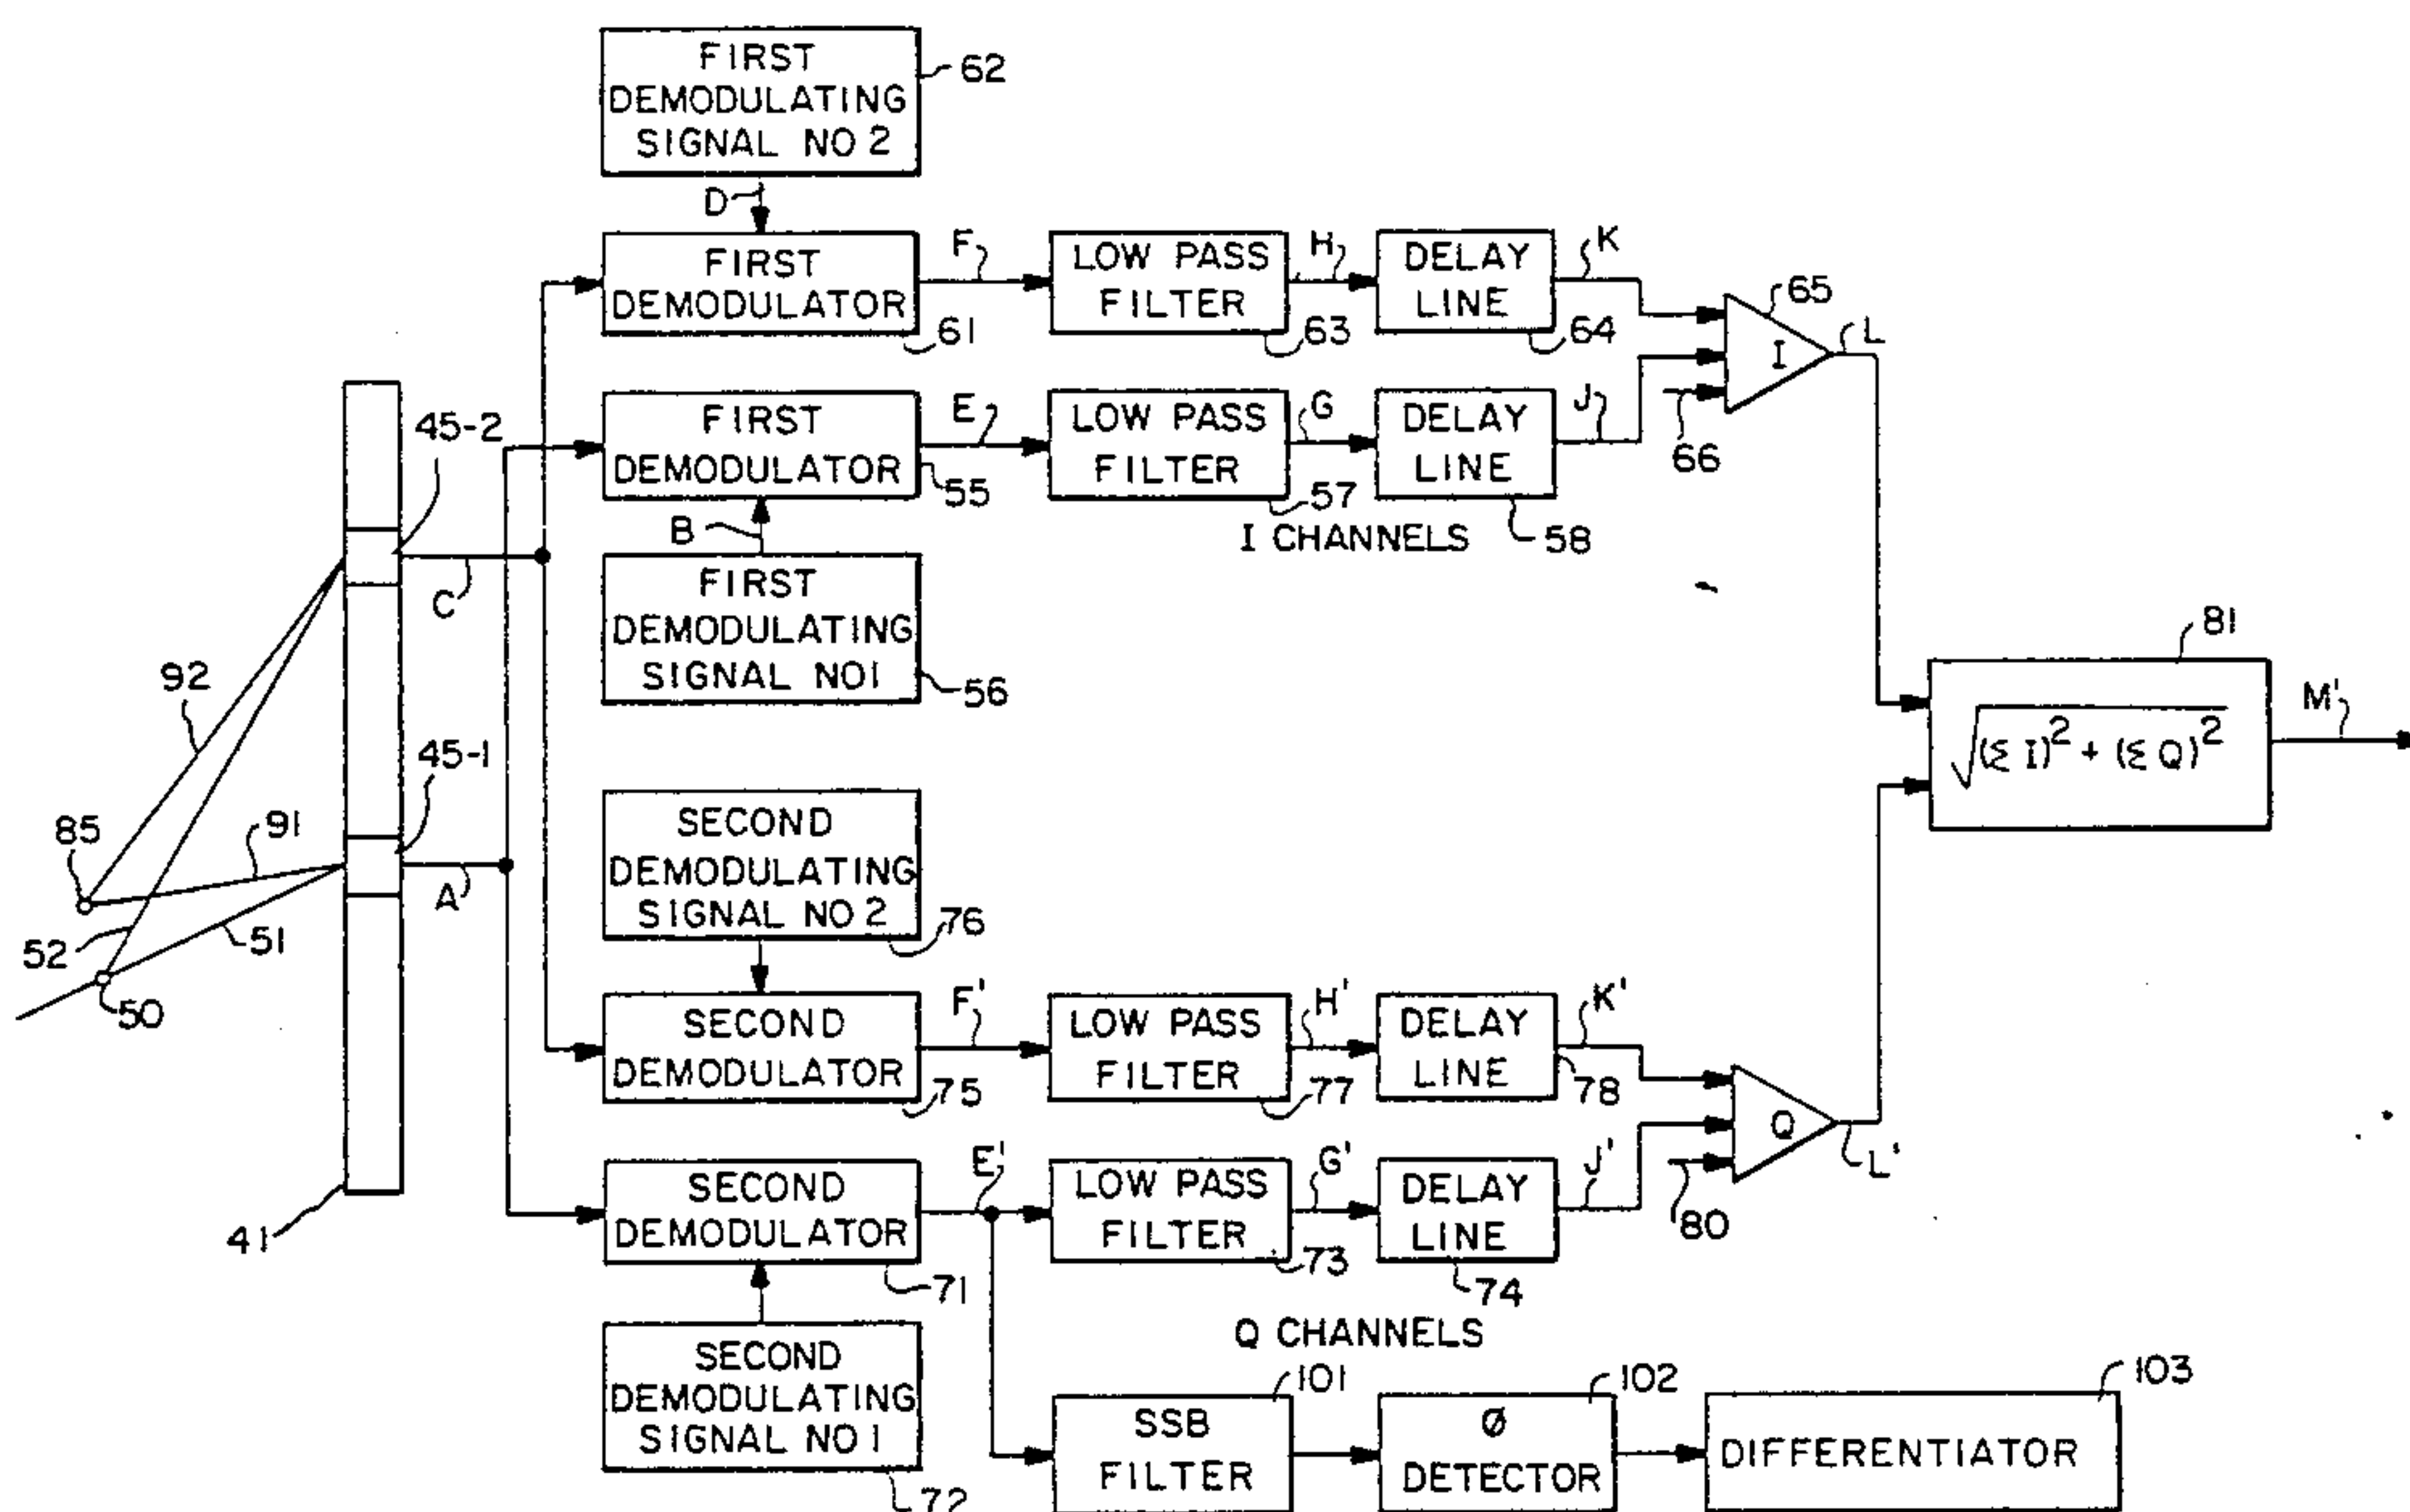 FIRST
DEMODULATING
SIGNAL NO 2
62
D
FIRST
DEMODULATOR
61
F
LOW PASS
FILTER
63
H
DELAY
LINE
64
K
65
I
L
66
45-2
FIRST
DEMODULATOR
55
E
LOW PASS
FILTER
57
G
DELAY
LINE
58
J
I CHANNELS
B
C
FIRST
DEMODULATING
SIGNAL NO 1
56
81
√(Σ I)² + (Σ Q)²
M'
92
45-1
91
85
A
52
51
50
41
SECOND
DEMODULATING
SIGNAL NO 2
76
SECOND
DEMODULATOR
75
F'
LOW PASS
FILTER
77
H'
DELAY
LINE
78
K'
Q
L'
80
SECOND
DEMODULATOR
71
E'
LOW PASS
FILTER
73
G'
DELAY
LINE
74
J'
Q CHANNELS
SECOND
DEMODULATING
SIGNAL NO 1
72
SSB
FILTER
101
Ø
DETECTOR
102
DIFFERENTIATOR
103